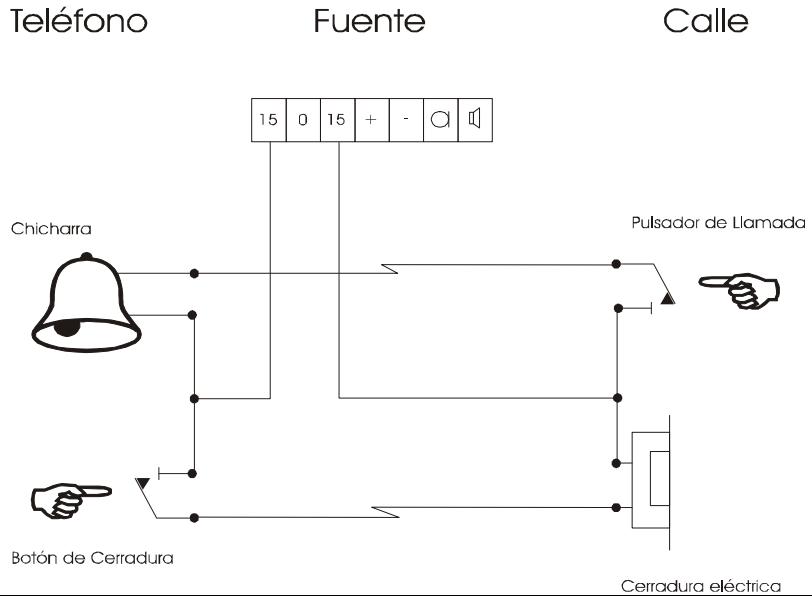 Teléfono Fuente Calle
15 0 15 + -
Chicharra
Pulsador de Llamada
Botón de Cerradura
Cerradura eléctrica